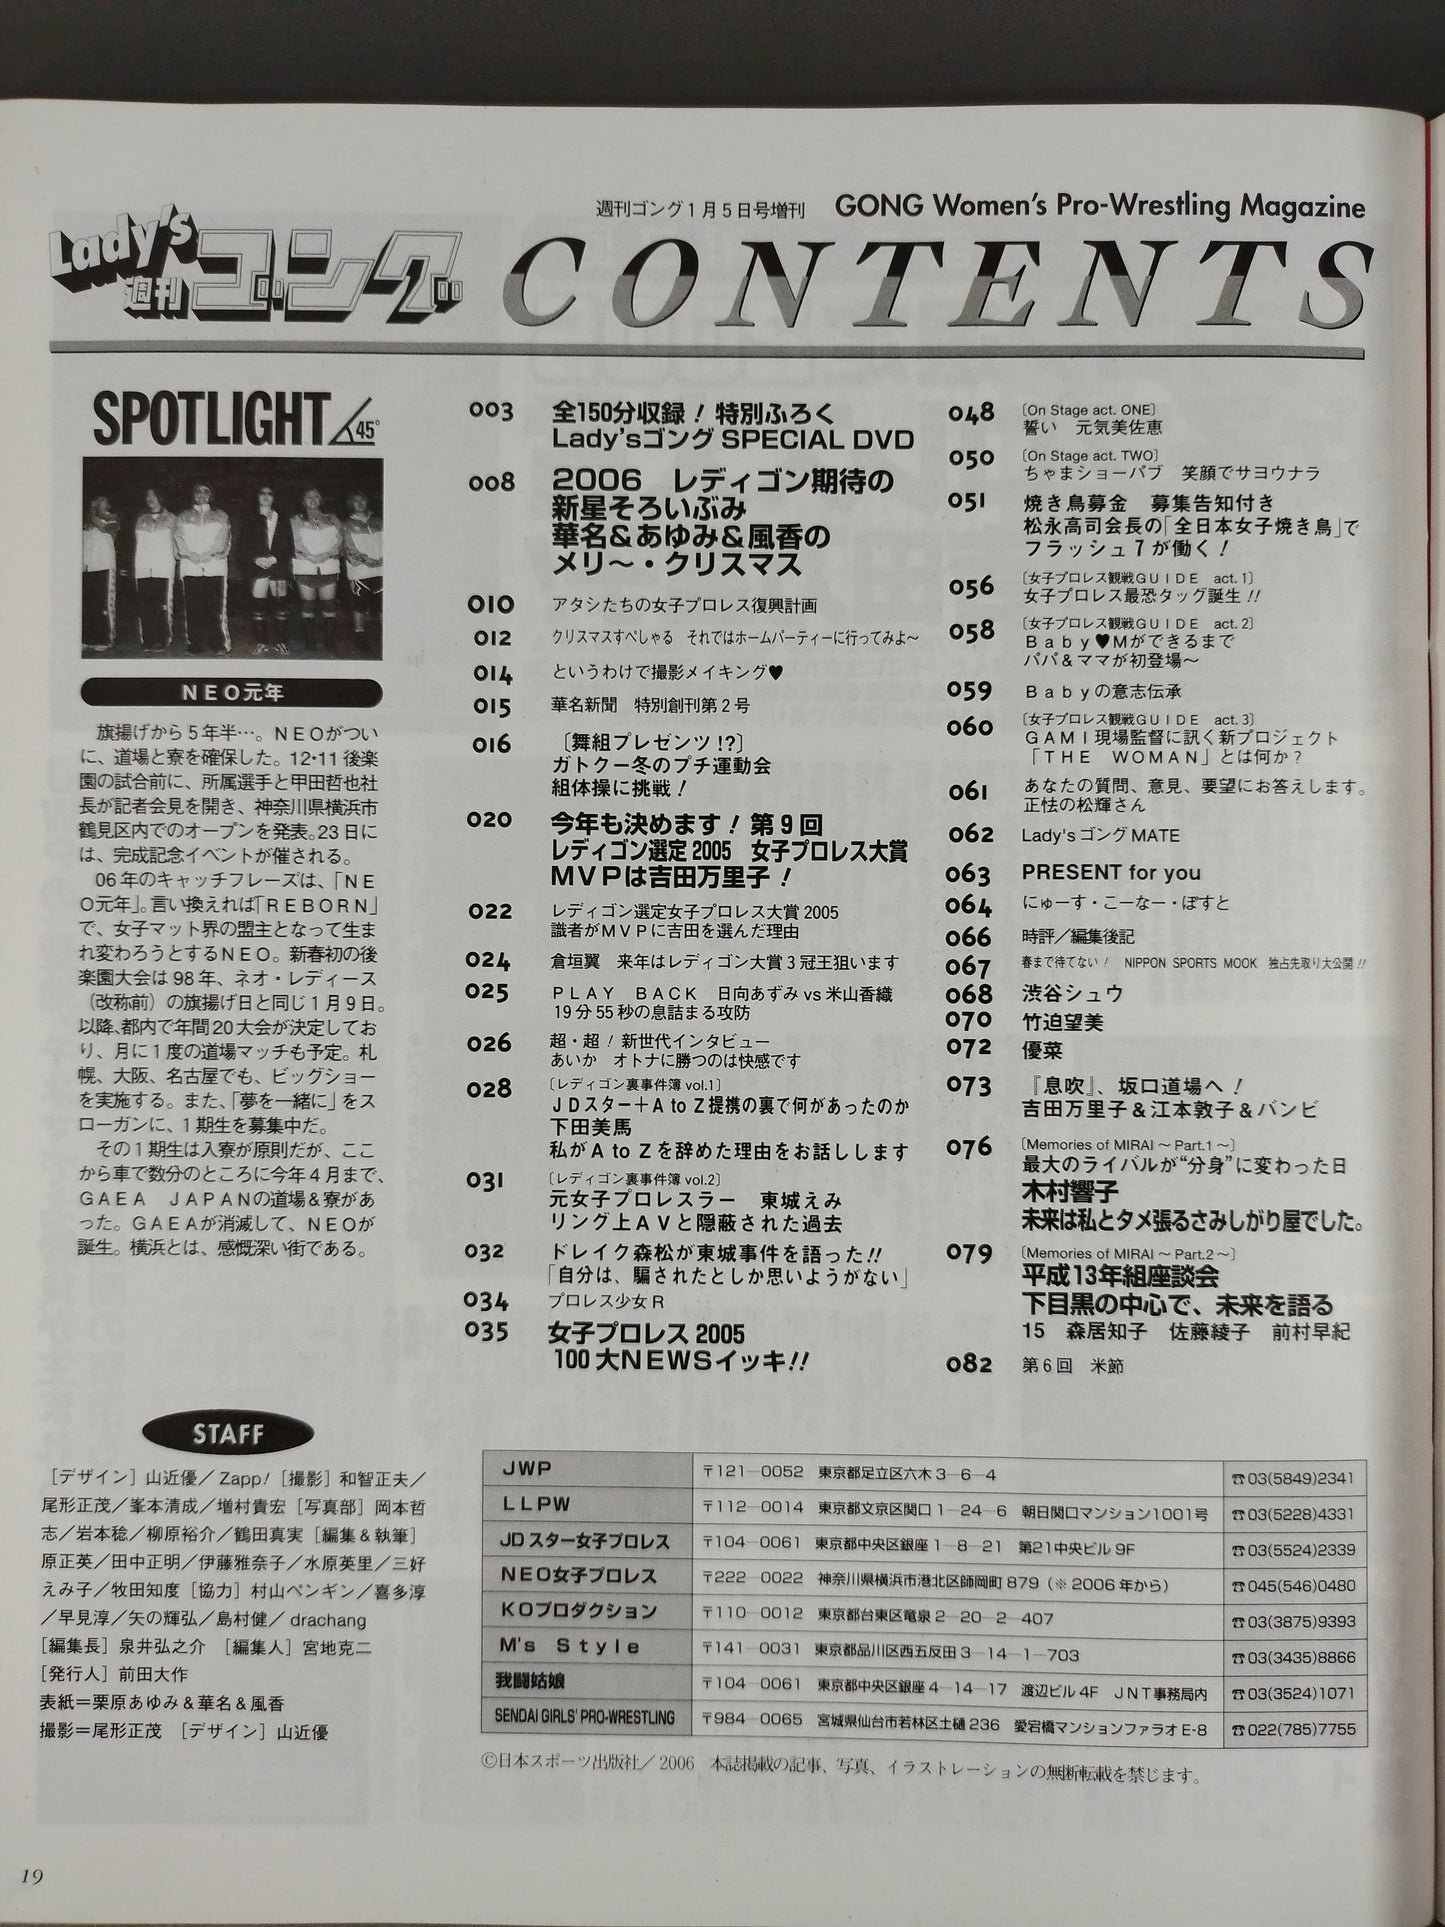 週刊ゴング1月5日号増刊　GONG Women's Pro-Wrestling Magazine
Lady's
週刊ゴング
CONTENTS
SPOTLIGHT 45°
NEO元年
旗揚げから5年半…。NEOがつい
に、道場と寮を確保した。12・11後楽
園の試合前に、所属選手と甲田哲也社
長が記者会見を開き、神奈川県横浜市
鶴見区内でのオープンを発表。23日に
は、完成記念イベントが催される。
06年のキャッチフレーズは、「NE
O元年」。言い換えれば「REBORN」
で、女子マット界の盟主となって生ま
れ変わろうとするNEO。新春初の後
楽園大会は98年、ネオ・レディース
（改称前）の旗揚げ日と同じ1月9日。
以降、都内で年間20大会が決定してお
り、月に1度の道場マッチも予定。札
幌、大阪、名古屋でも、ビッグショー
を実施する。また、「夢を一緒に」をス
ローガンに、1期生を募集中だ。
その1期生は入寮が原則だが、ここ
から車で数分のところに今年4月まで、
GAEA　JAPANの道場＆寮があ
った。GAEAが消滅して、NEOが
誕生。横浜とは、感慨深い街である。
003　全150分収録！特別ふろく
Lady'sゴング SPECIAL DVD
008　2006　レディゴン期待の
新星そろいぶみ
華名＆あゆみ＆風香の
メリ〜・クリスマス
010　アタシたちの女子プロレス復興計画
012　クリスマスすぺしゃる　それではホームパーティーに行ってみよ〜
014　というわけで撮影メイキング♥
015　華名新聞　特別創刊第2号
016　〔舞組プレゼンツ!?〕
ガトクー冬のプチ運動会
組体操に挑戦！
020　今年も決めます！第9回
レディゴン選定2005　女子プロレス大賞
MVPは吉田万里子！
022　レディゴン選定女子プロレス大賞2005
識者がMVPに吉田を選んだ理由
024　倉垣翼　来年はレディゴン大賞3冠王狙います
025　PLAY　BACK　日向あずみvs米山香織
19分55秒の息詰まる攻防
026　超・超！新世代インタビュー
あいか　オトナに勝つのは快感です
028　〔レディゴン裏事件簿vol.1〕
JDスター＋A to Z提携の裏で何があったのか
下田美馬
私がA to Zを辞めた理由をお話しします
031　〔レディゴン裏事件簿vol.2〕
元女子プロレスラー　東城えみ
リング上AVと隠蔽された過去
032　ドレイク森松が東城事件を語った!!
「自分は、騙されたとしか思いようがない」
034　プロレス少女R
035　女子プロレス2005
100大NEWSイッキ!!
048　〔On Stage act. ONE〕
誓い　元気美佐恵
050　〔On Stage act. TWO〕
ちゃまショーパブ　笑顔でサヨウナラ
051　焼き鳥募金　募集告知付き
松永高司会長の「全日本女子焼き鳥」で
フラッシュ7が働く！
056　〔女子プロレス観戦GUIDE　act.1〕
女子プロレス最恐タッグ誕生!!
058　〔女子プロレス観戦GUIDE　act.2〕
Baby♥Mができるまで
パパ＆ママが初登場〜
059　Babyの意志伝承
060　〔女子プロレス観戦GUIDE　act.3〕
GAMI現場監督に訊く新プロジェクト
「THE　WOMAN」とは何か？
061　あなたの質問、意見、要望にお答えします。
正怯の松輝さん
062　Lady'sゴングMATE
063　PRESENT for you
064　にゅーす・こーなー・ぽすと
066　時評／編集後記
067　春まで待てない！　NIPPON SPORTS MOOK　独占先取り大公開!!
068　渋谷シュウ
070　竹迫望美
072　優菜
073　『息吹』、坂口道場へ！
吉田万里子＆江本敦子＆バンビ
076　〔Memories of MIRAI〜Part.1〜〕
最大のライバルが“分身”に変わった日
木村響子
未来は私とタメ張るさみしがり屋でした。
079　〔Memories of MIRAI〜Part.2〜〕
平成13年組座談会
下目黒の中心で、未来を語る
15　森居知子　佐藤綾子　前村早紀
082　第6回　米節
STAFF
［デザイン］山近優／Zapp!［撮影］和智正夫／
尾形正茂／峯本清成／増村貴宏［写真部］岡本哲
志／岩本稔／柳原裕介／鶴田真実［編集＆執筆］
原正英／田中正明／伊藤雅奈子／水原英里／三好
えみ子／牧田知度［協力］村山ペンギン／喜多淳
／早見淳／矢の輝弘／島村健／drachang
［編集長］泉井弘之介　［編集人］宮地克二
［発行人］前田大作
表紙＝栗原あゆみ＆華名＆風香
撮影＝尾形正茂　［デザイン］山近優
JWP　〒121―0052　東京都足立区六木3－6－4　☎03(5849)2341
LLPW　〒112―0014　東京都文京区関口1－24－6　朝日関口マンション1001号　☎03(5228)4331
JDスター女子プロレス　〒104―0061　東京都中央区銀座1－8－21　第21中央ビル9F　☎03(5524)2339
NEO女子プロレス　〒222―0022　神奈川県横浜市港北区師岡町879（※2006年から）　☎045(546)0480
KOプロダクション　〒110―0012　東京都台東区竜泉2－20－2－407　☎03(3875)9393
M's　Style　〒141―0031　東京都品川区西五反田3－14－1－703　☎03(3435)8866
我闘姑娘　〒104―0061　東京都中央区銀座4－14－17　渡辺ビル4F　JNT事務局内　☎03(3524)1071
SENDAI GIRLS' PRO-WRESTLING　〒984―0065　宮城県仙台市若林区土樋236　愛宕橋マンションファラオE-8　☎022(785)7755
©日本スポーツ出版社／2006　本誌掲載の記事、写真、イラストレーションの無断転載を禁じます。
19